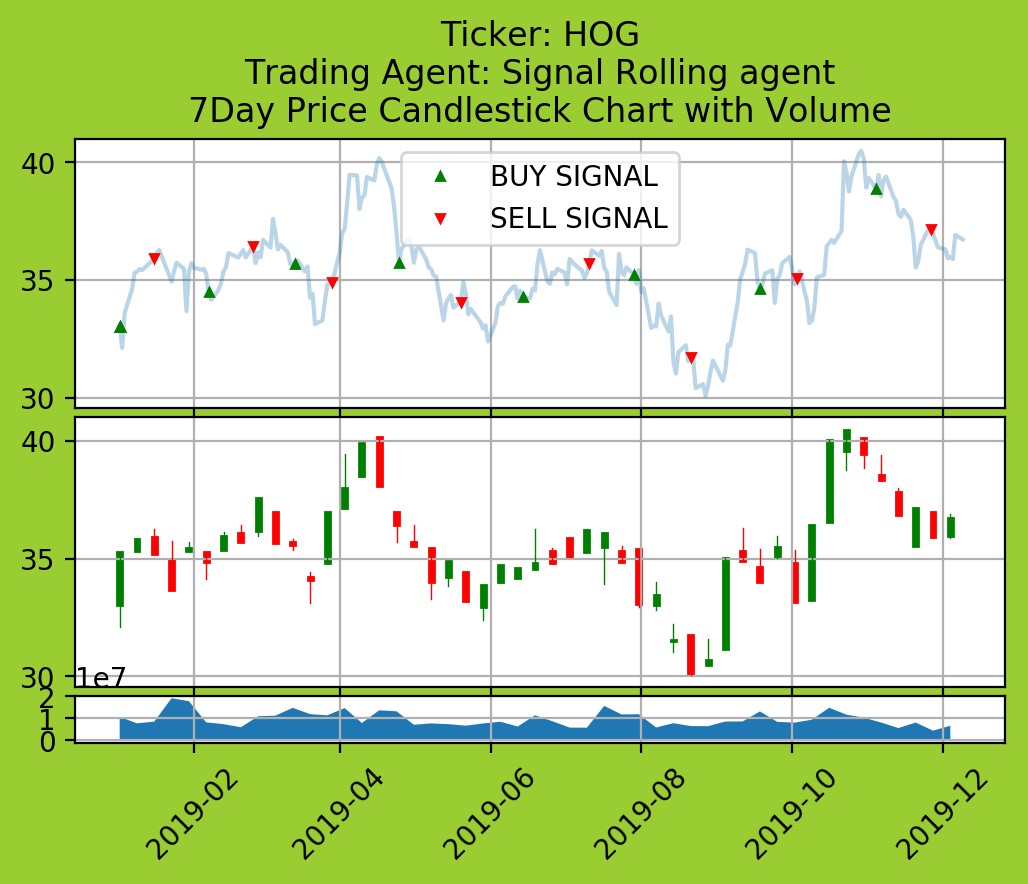 Ticker: HOG
Trading Agent: Signal Rolling agent
7Day Price Candlestick Chart with Volume
40
35
30
BUY SIGNAL
SELL SIGNAL
40
35
30
1e7
2
1
0
2019-02
2019-04
2019-06
2019-08
2019-10
2019-12